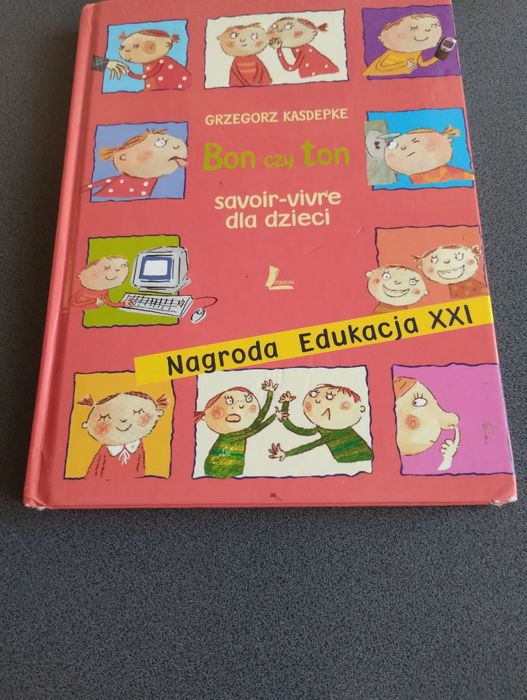 GRZEGORZ KASDEPKE
Bon czy ton
savoir-vivre
dla dzieci
Nagroda Edukacja XXI